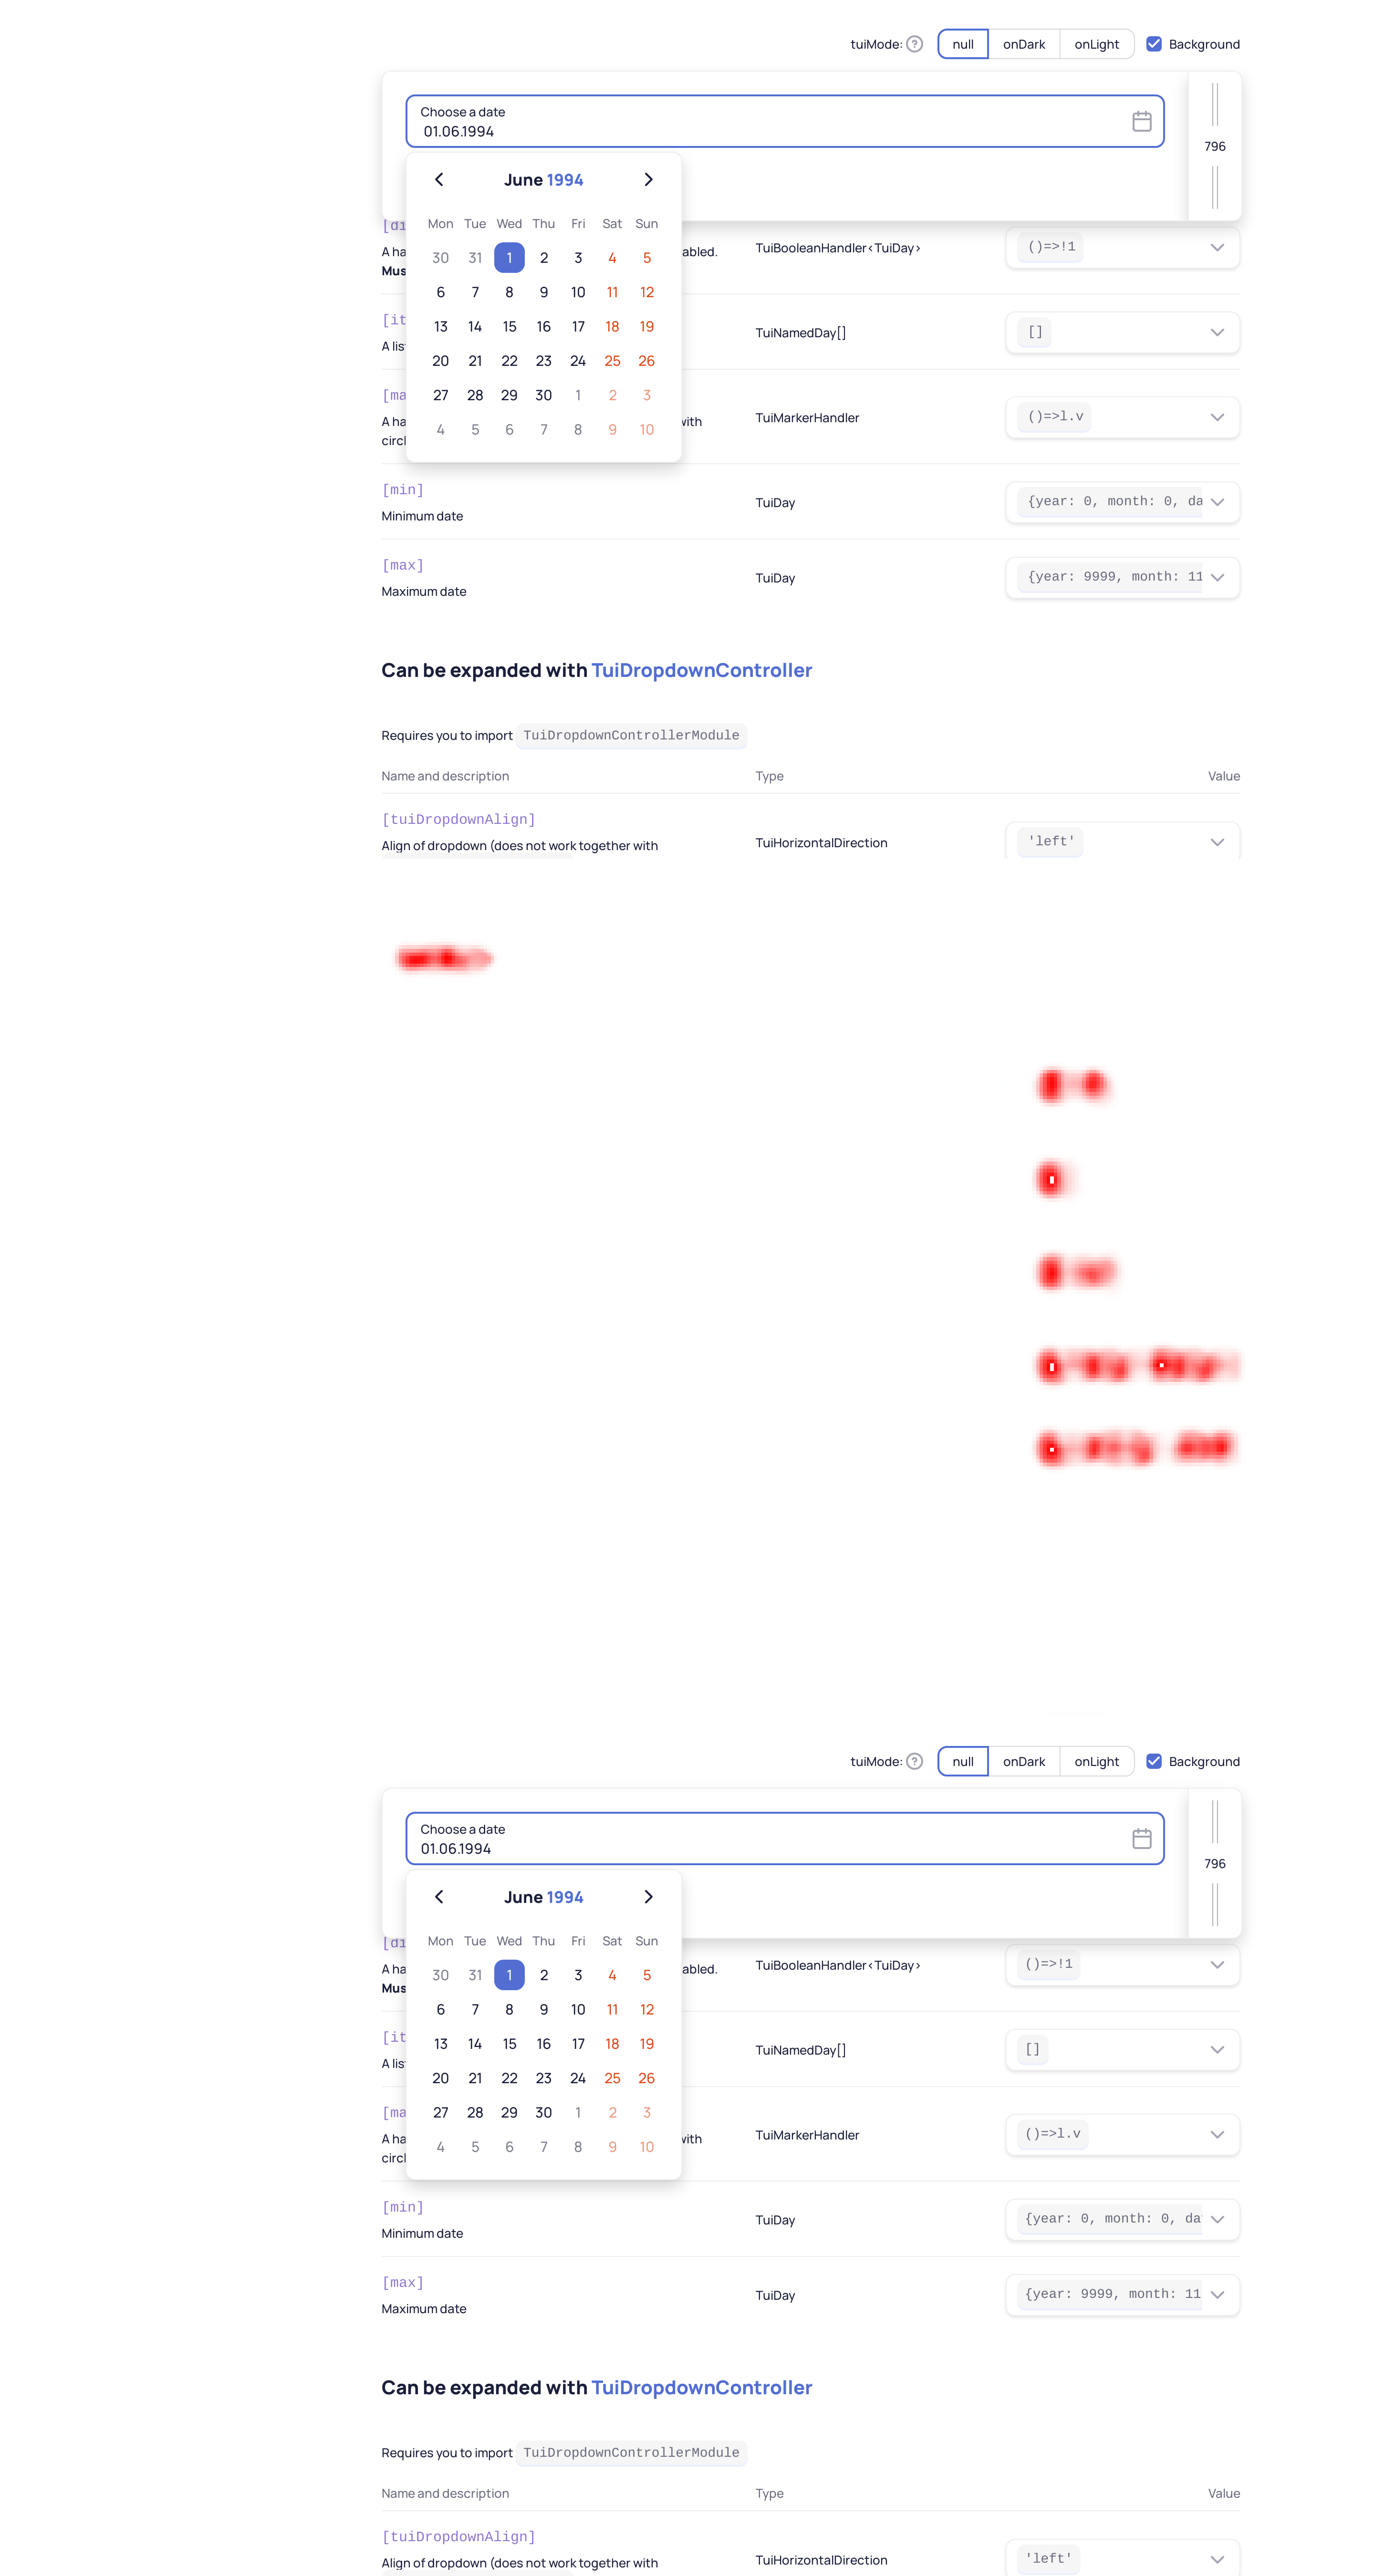 tuiMode: ? null onDark onLight Background
Choose a date
01.06.1994
796
June 1994
Mon Tue Wed Thu Fri Sat Sun
30 31 1 2 3 4 5
6 7 8 9 10 11 12
13 14 15 16 17 18 19
20 21 22 23 24 25 26
27 28 29 30 1 2 3
4 5 6 7 8 9 10
[di
A ha abled. TuiBooleanHandler<TuiDay> ()=>!1
Mus
[it
A lis TuiNamedDay[] []
[ma
A ha with TuiMarkerHandler ()=>l.v
circl
[min]
Minimum date TuiDay {year: 0, month: 0, da
[max]
Maximum date TuiDay {year: 9999, month: 11
Can be expanded with TuiDropdownController
Requires you to import TuiDropdownControllerModule
Name and description Type Value
[tuiDropdownAlign]
Align of dropdown (does not work together with TuiHorizontalDirection 'left'
tuiMode: ? null onDark onLight Background
Choose a date
01.06.1994
796
June 1994
Mon Tue Wed Thu Fri Sat Sun
30 31 1 2 3 4 5
6 7 8 9 10 11 12
13 14 15 16 17 18 19
20 21 22 23 24 25 26
27 28 29 30 1 2 3
4 5 6 7 8 9 10
[di
A ha abled. TuiBooleanHandler<TuiDay> ()=>!1
Mus
[it
A lis TuiNamedDay[] []
[ma
A ha with TuiMarkerHandler ()=>l.v
circl
[min]
Minimum date TuiDay {year: 0, month: 0, da
[max]
Maximum date TuiDay {year: 9999, month: 11
Can be expanded with TuiDropdownController
Requires you to import TuiDropdownControllerModule
Name and description Type Value
[tuiDropdownAlign]
Align of dropdown (does not work together with TuiHorizontalDirection 'left'